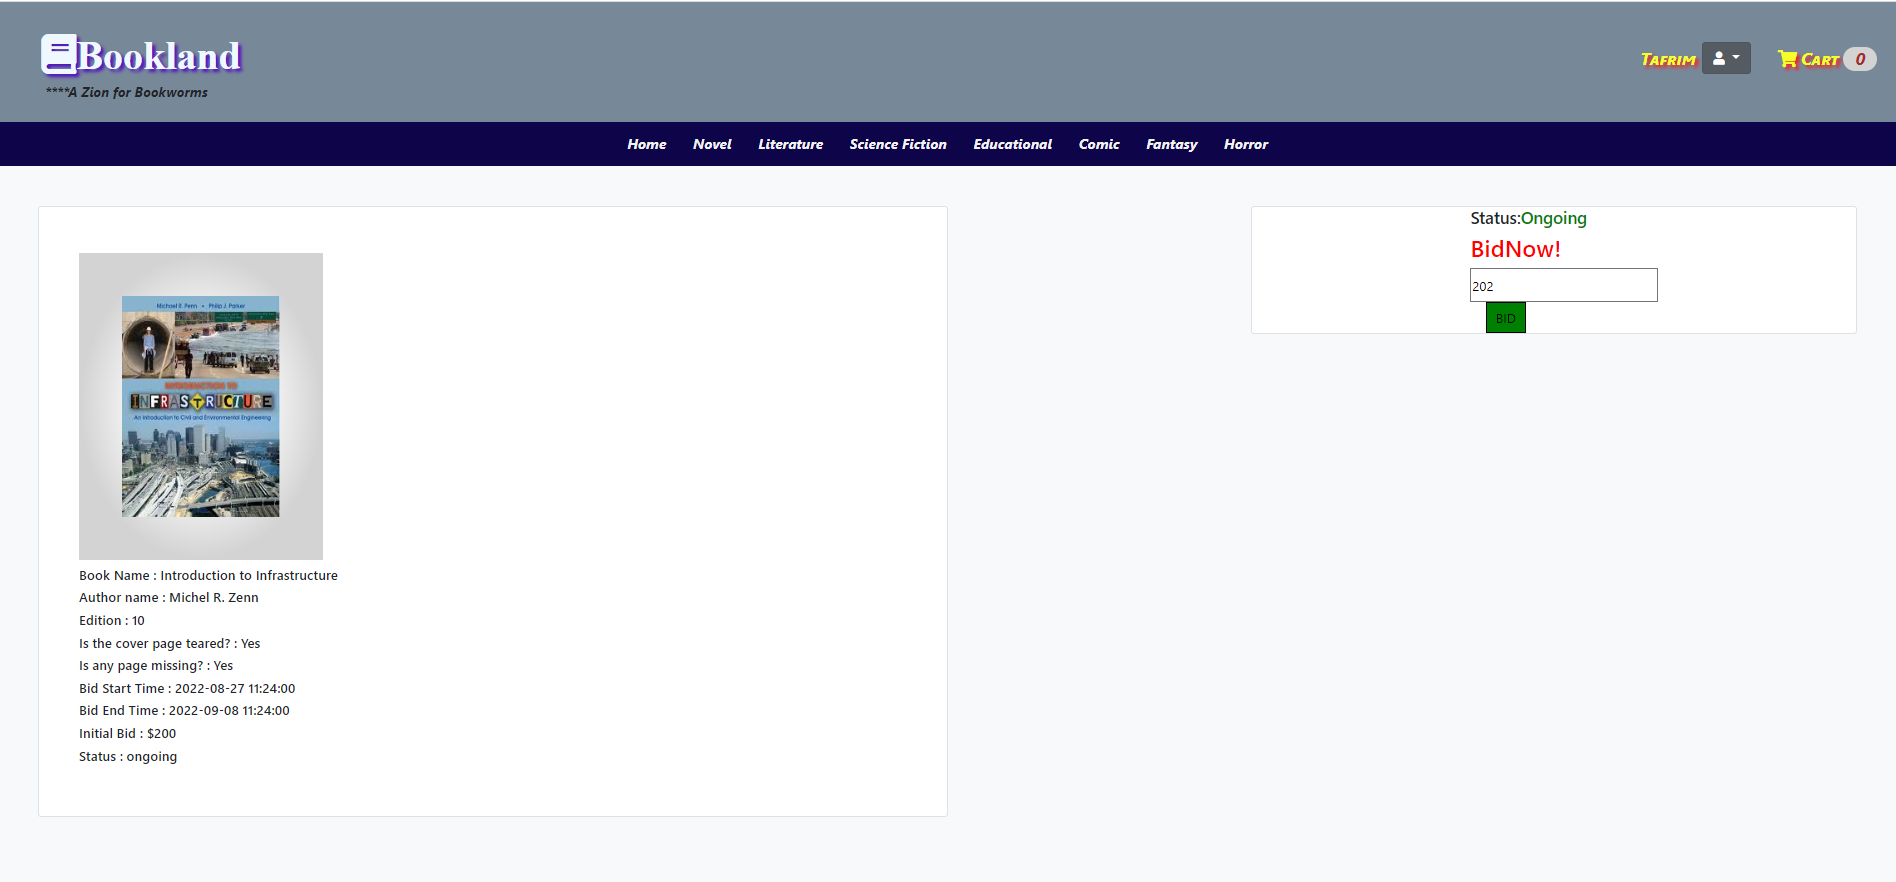 Bookland
****A Zion for Bookworms
Tafrim
Cart 0
Home Novel Literature Science Fiction Educational Comic Fantasy Horror
Michael R. Penn • Philip J. Parker
INTRODUCTION TO
INFRASTRUCTURE
An Introduction to Civil and Environmental Engineering
Book Name : Introduction to Infrastructure
Author name : Michel R. Zenn
Edition : 10
Is the cover page teared? : Yes
Is any page missing? : Yes
Bid Start Time : 2022-08-27 11:24:00
Bid End Time : 2022-09-08 11:24:00
Initial Bid : $200
Status : ongoing
Status:Ongoing
BidNow!
202
BID